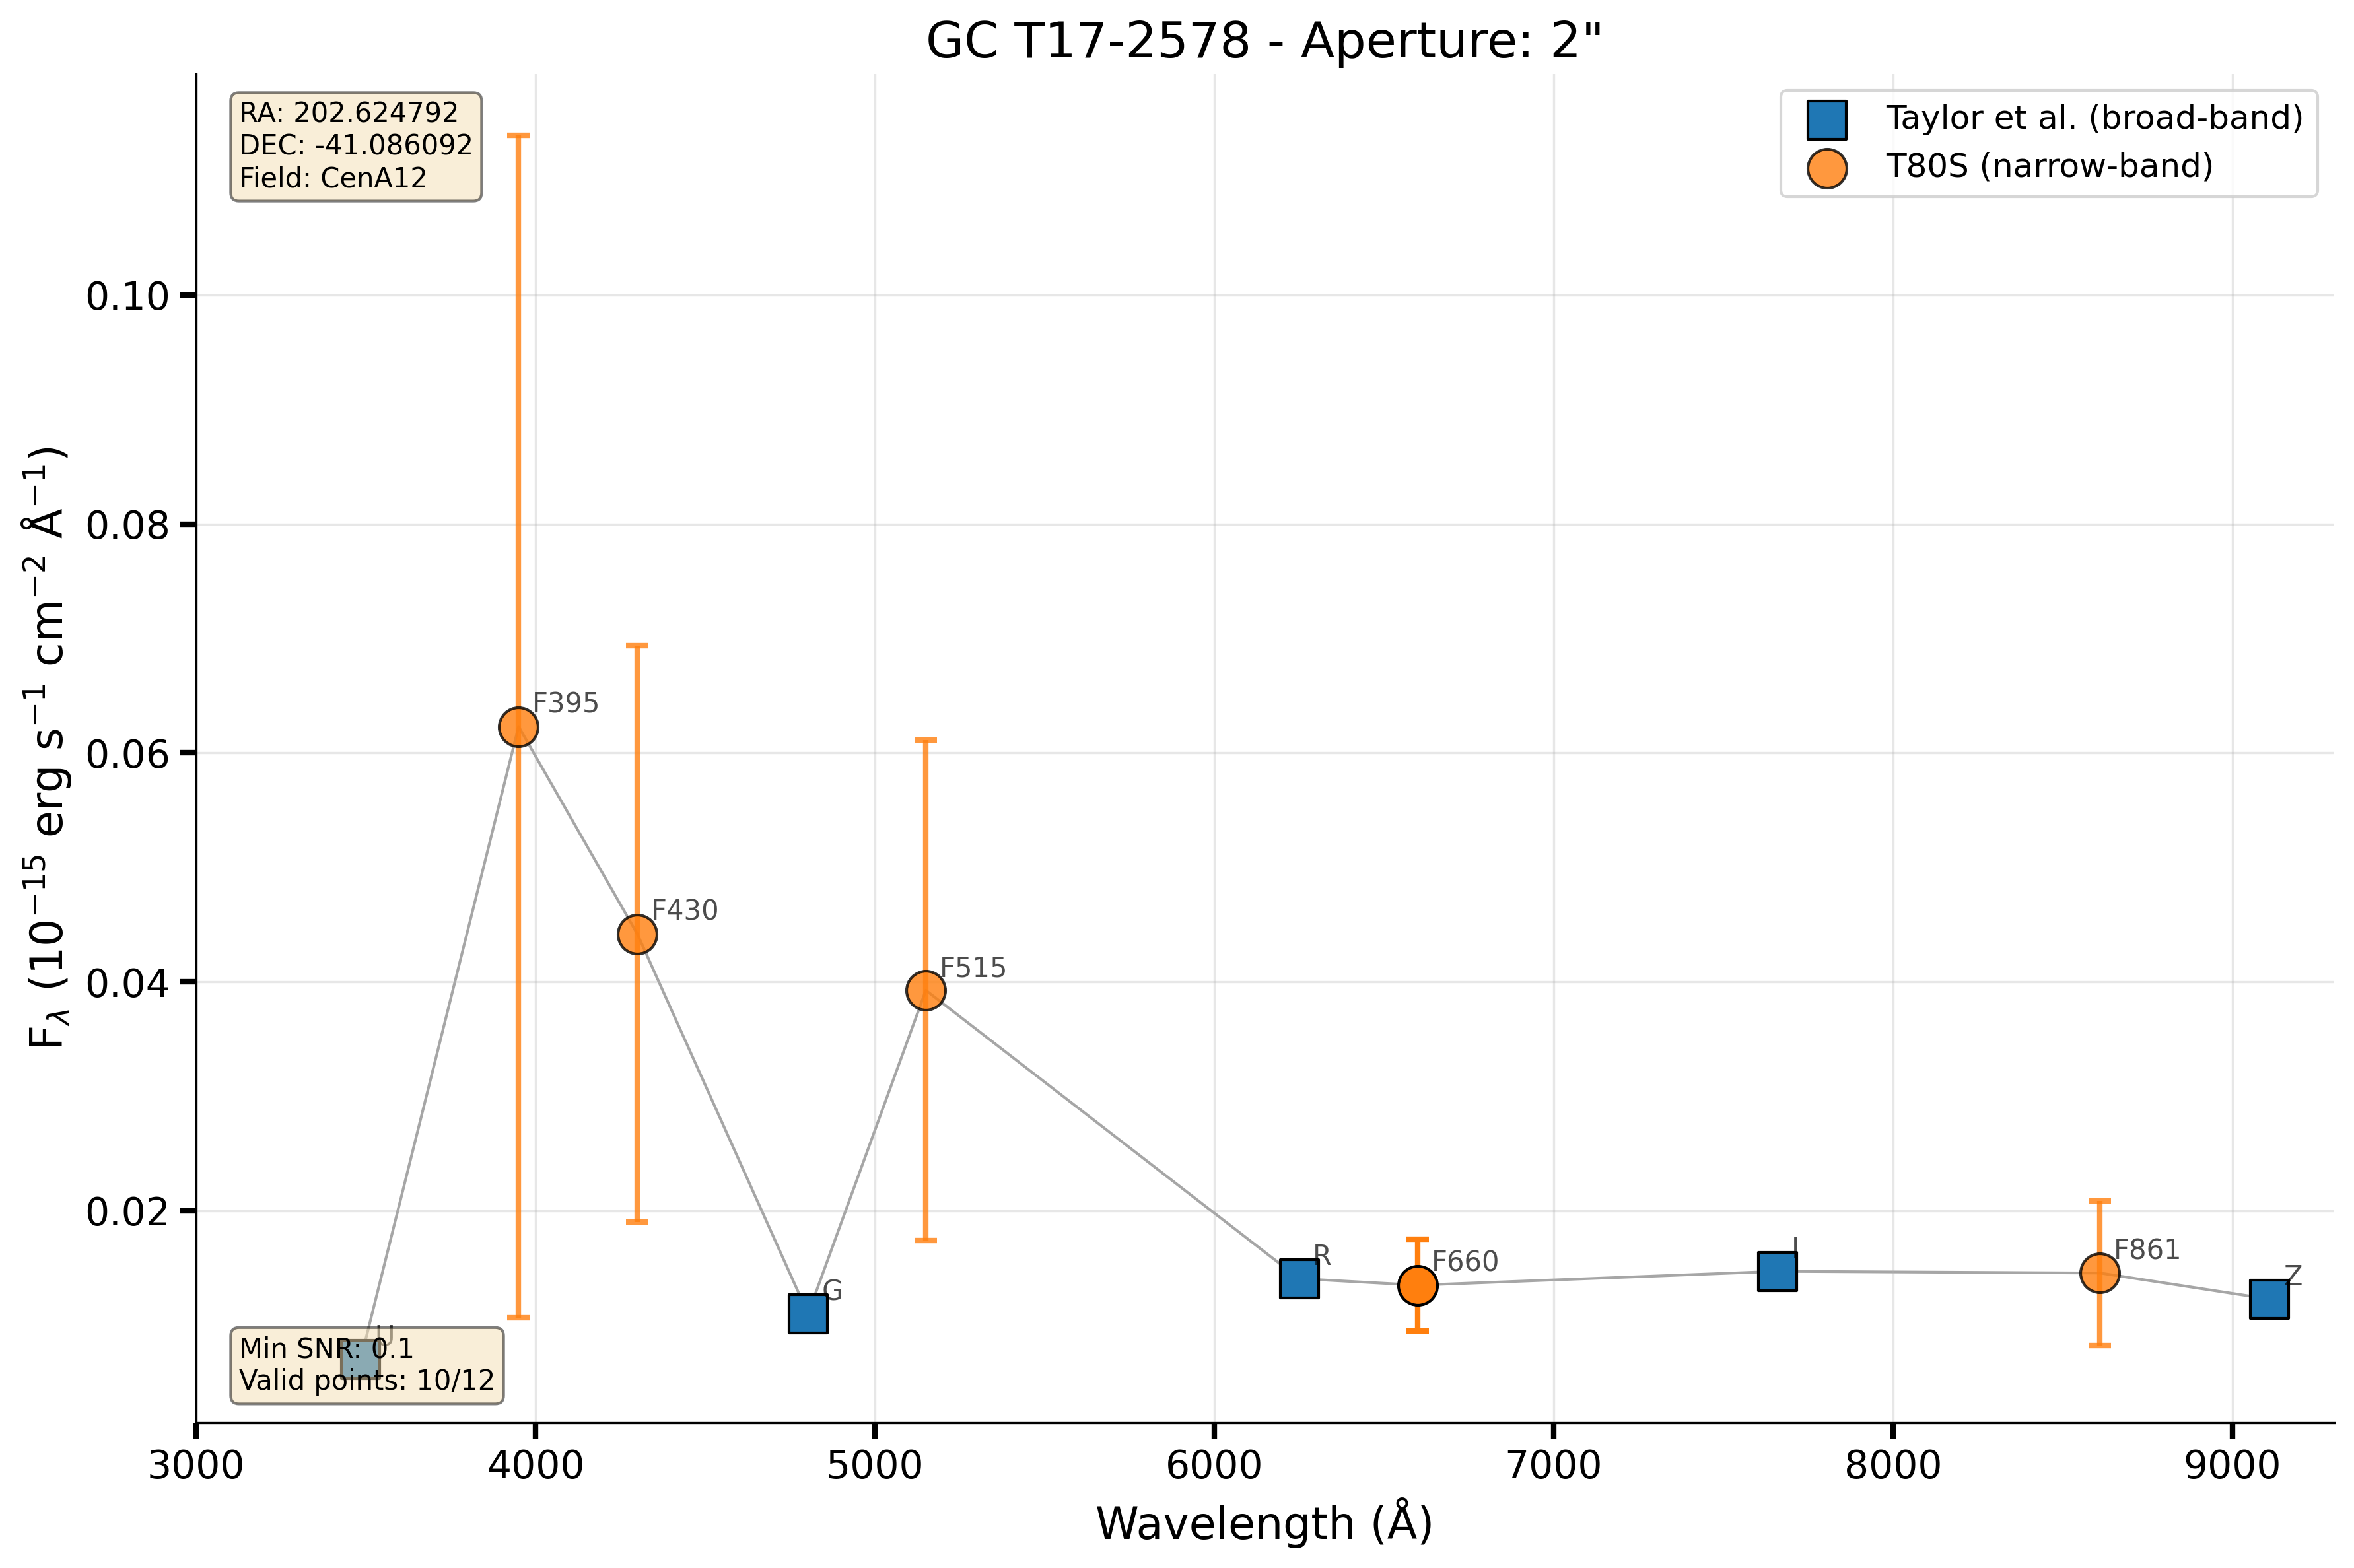 GC T17-2578 - Aperture: 2"
RA: 202.624792
DEC: -41.086092
Field: CenA12
Taylor et al. (broad-band)
T80S (narrow-band)
0.10
0.08
0.06
0.04
0.02
F395
F430
F515
U
G
R
F660
I
F861
Z
Min SNR: 0.1
Valid points: 10/12
3000
4000
5000
6000
7000
8000
9000
Wavelength (Å)
F_λ (10⁻¹⁵ erg s⁻¹ cm⁻² Å⁻¹)